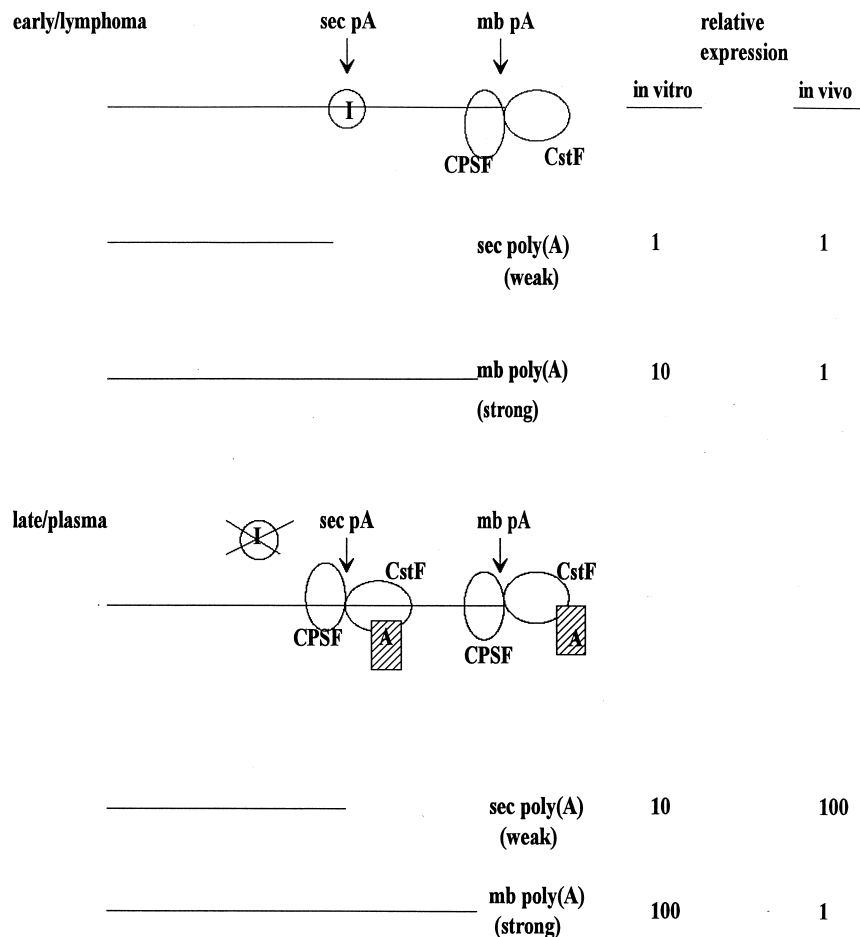 early/lymphoma sec pA mb pA relative
expression
in vitro in vivo
I
CPSF CstF
sec poly(A) 1 1
(weak)
mb poly(A) 10 1
(strong)
late/plasma I sec pA mb pA
CstF CstF
CPSF A CPSF A
sec poly(A) 10 100
(weak)
mb poly(A) 100 1
(strong)